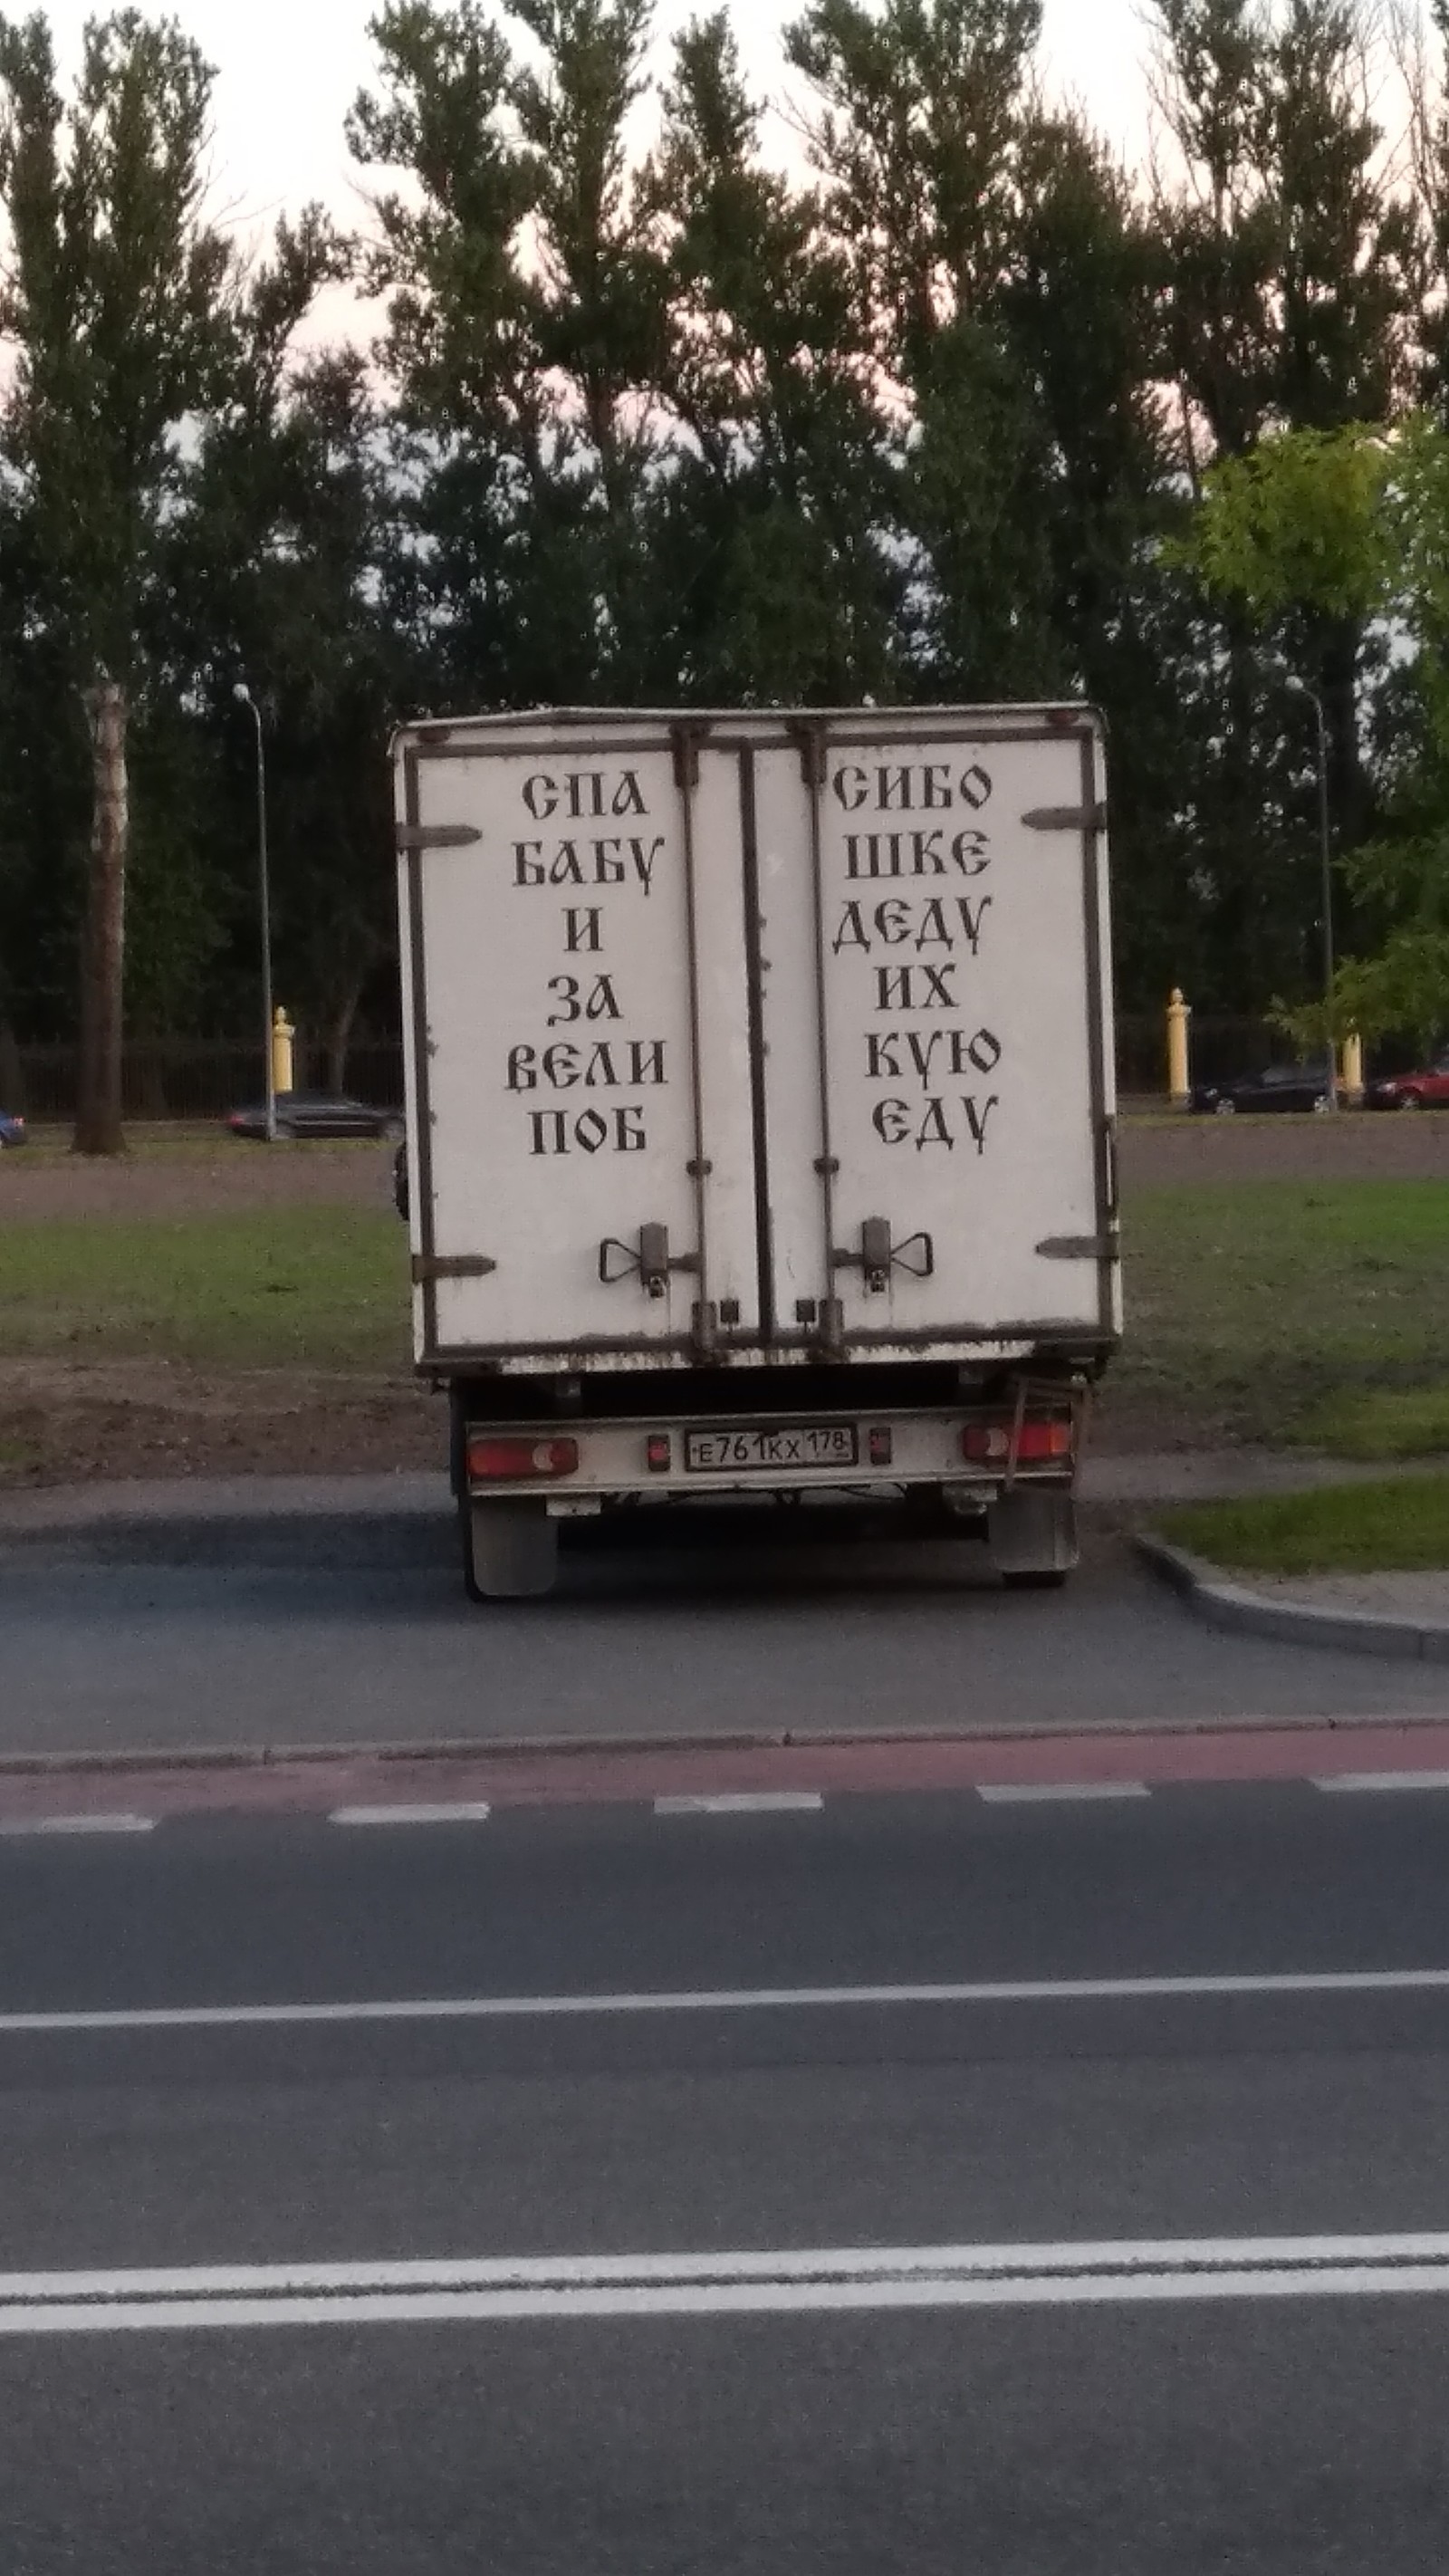 СПА СИБО
БАБУ ШКЕ
И ДЕДУ
ЗА ИХ
ВЕЛИ КУЮ
ПОБ ЕДУ
Е761КХ 178